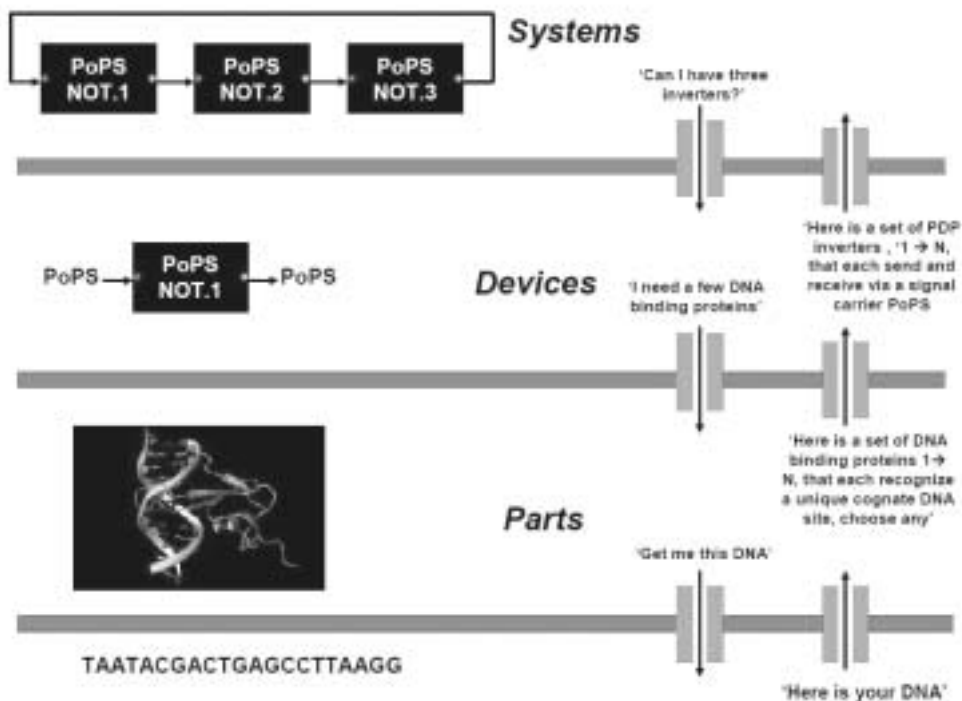 Systems
PoPS
NOT.1
PoPS
NOT.2
PoPS
NOT.3
'Can I have three
inverters?'
'Here is a set of PDP
inverters , '1 → N,
that each send and
receive via a signal
carrier PoPS
PoPS
PoPS
NOT.1
PoPS
Devices
'I need a few DNA
binding proteins'
'Here is a set of DNA
binding proteins 1→
N, that each recognize
a unique cognate DNA
site, choose any'
Parts
'Get me this DNA'
TAATACGACTGAGCCTTAAGG
'Here is your DNA'